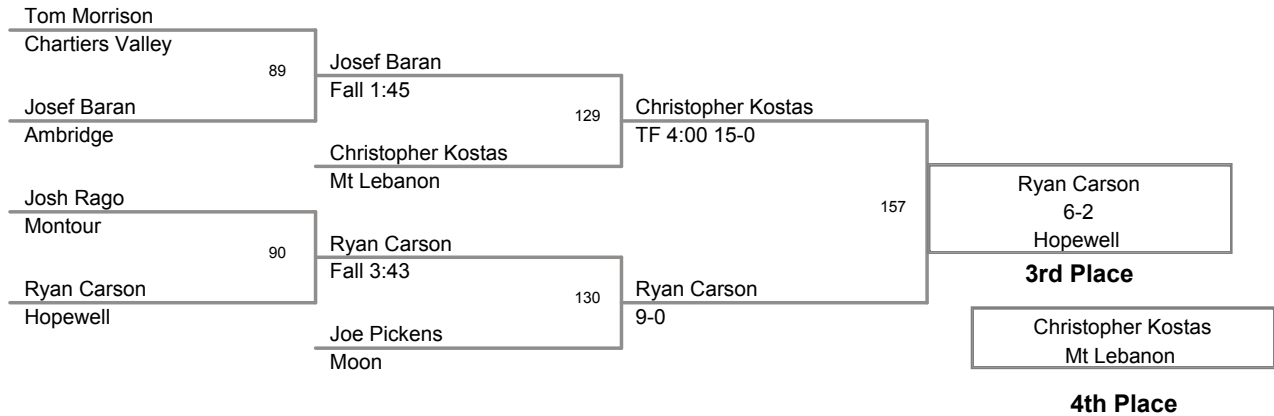 Tom Morrison
Chartiers Valley
89
Josef Baran
Fall 1:45
Josef Baran
Ambridge
129
Christopher Kostas
TF 4:00 15-0
Christopher Kostas
Mt Lebanon
Josh Rago
Montour
90
Ryan Carson
Fall 3:43
Ryan Carson
Hopewell
130
Ryan Carson
9-0
Joe Pickens
Moon
157
Ryan Carson
6-2
Hopewell
3rd Place
Christopher Kostas
Mt Lebanon
4th Place